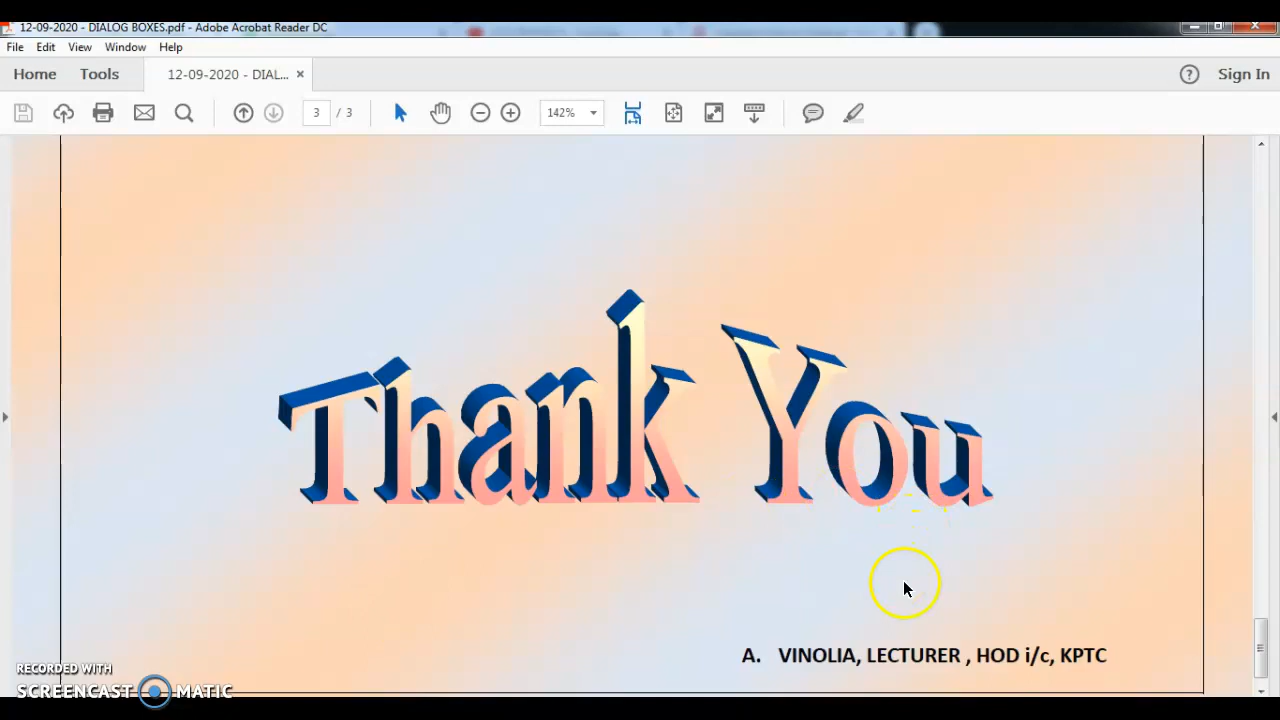 12-09-2020 - DIALOG BOXES.pdf - Adobe Acrobat Reader DC
File Edit View Window Help
Home Tools 12-09-2020 - DIAL... × ? Sign In
3 / 3 142%
Thank You
A. VINOLIA, LECTURER , HOD i/c, KPTC
RECORDED WITH
SCREENCAST MATIC